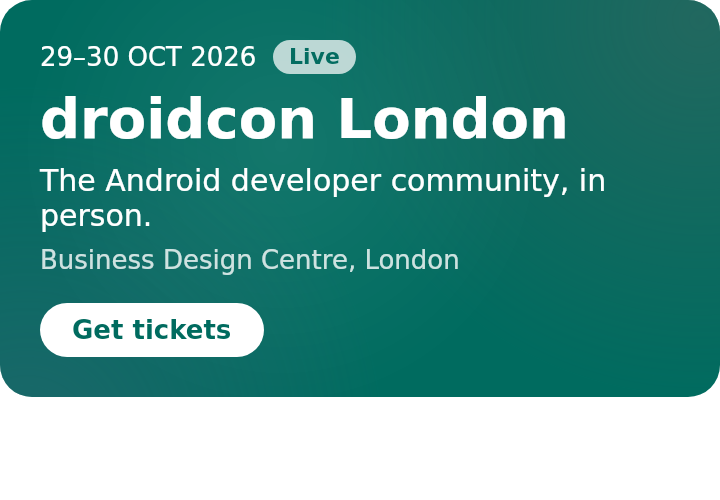 29–30 OCT 2026 Live
droidcon London
The Android developer community, in
person.
Business Design Centre, London
Get tickets